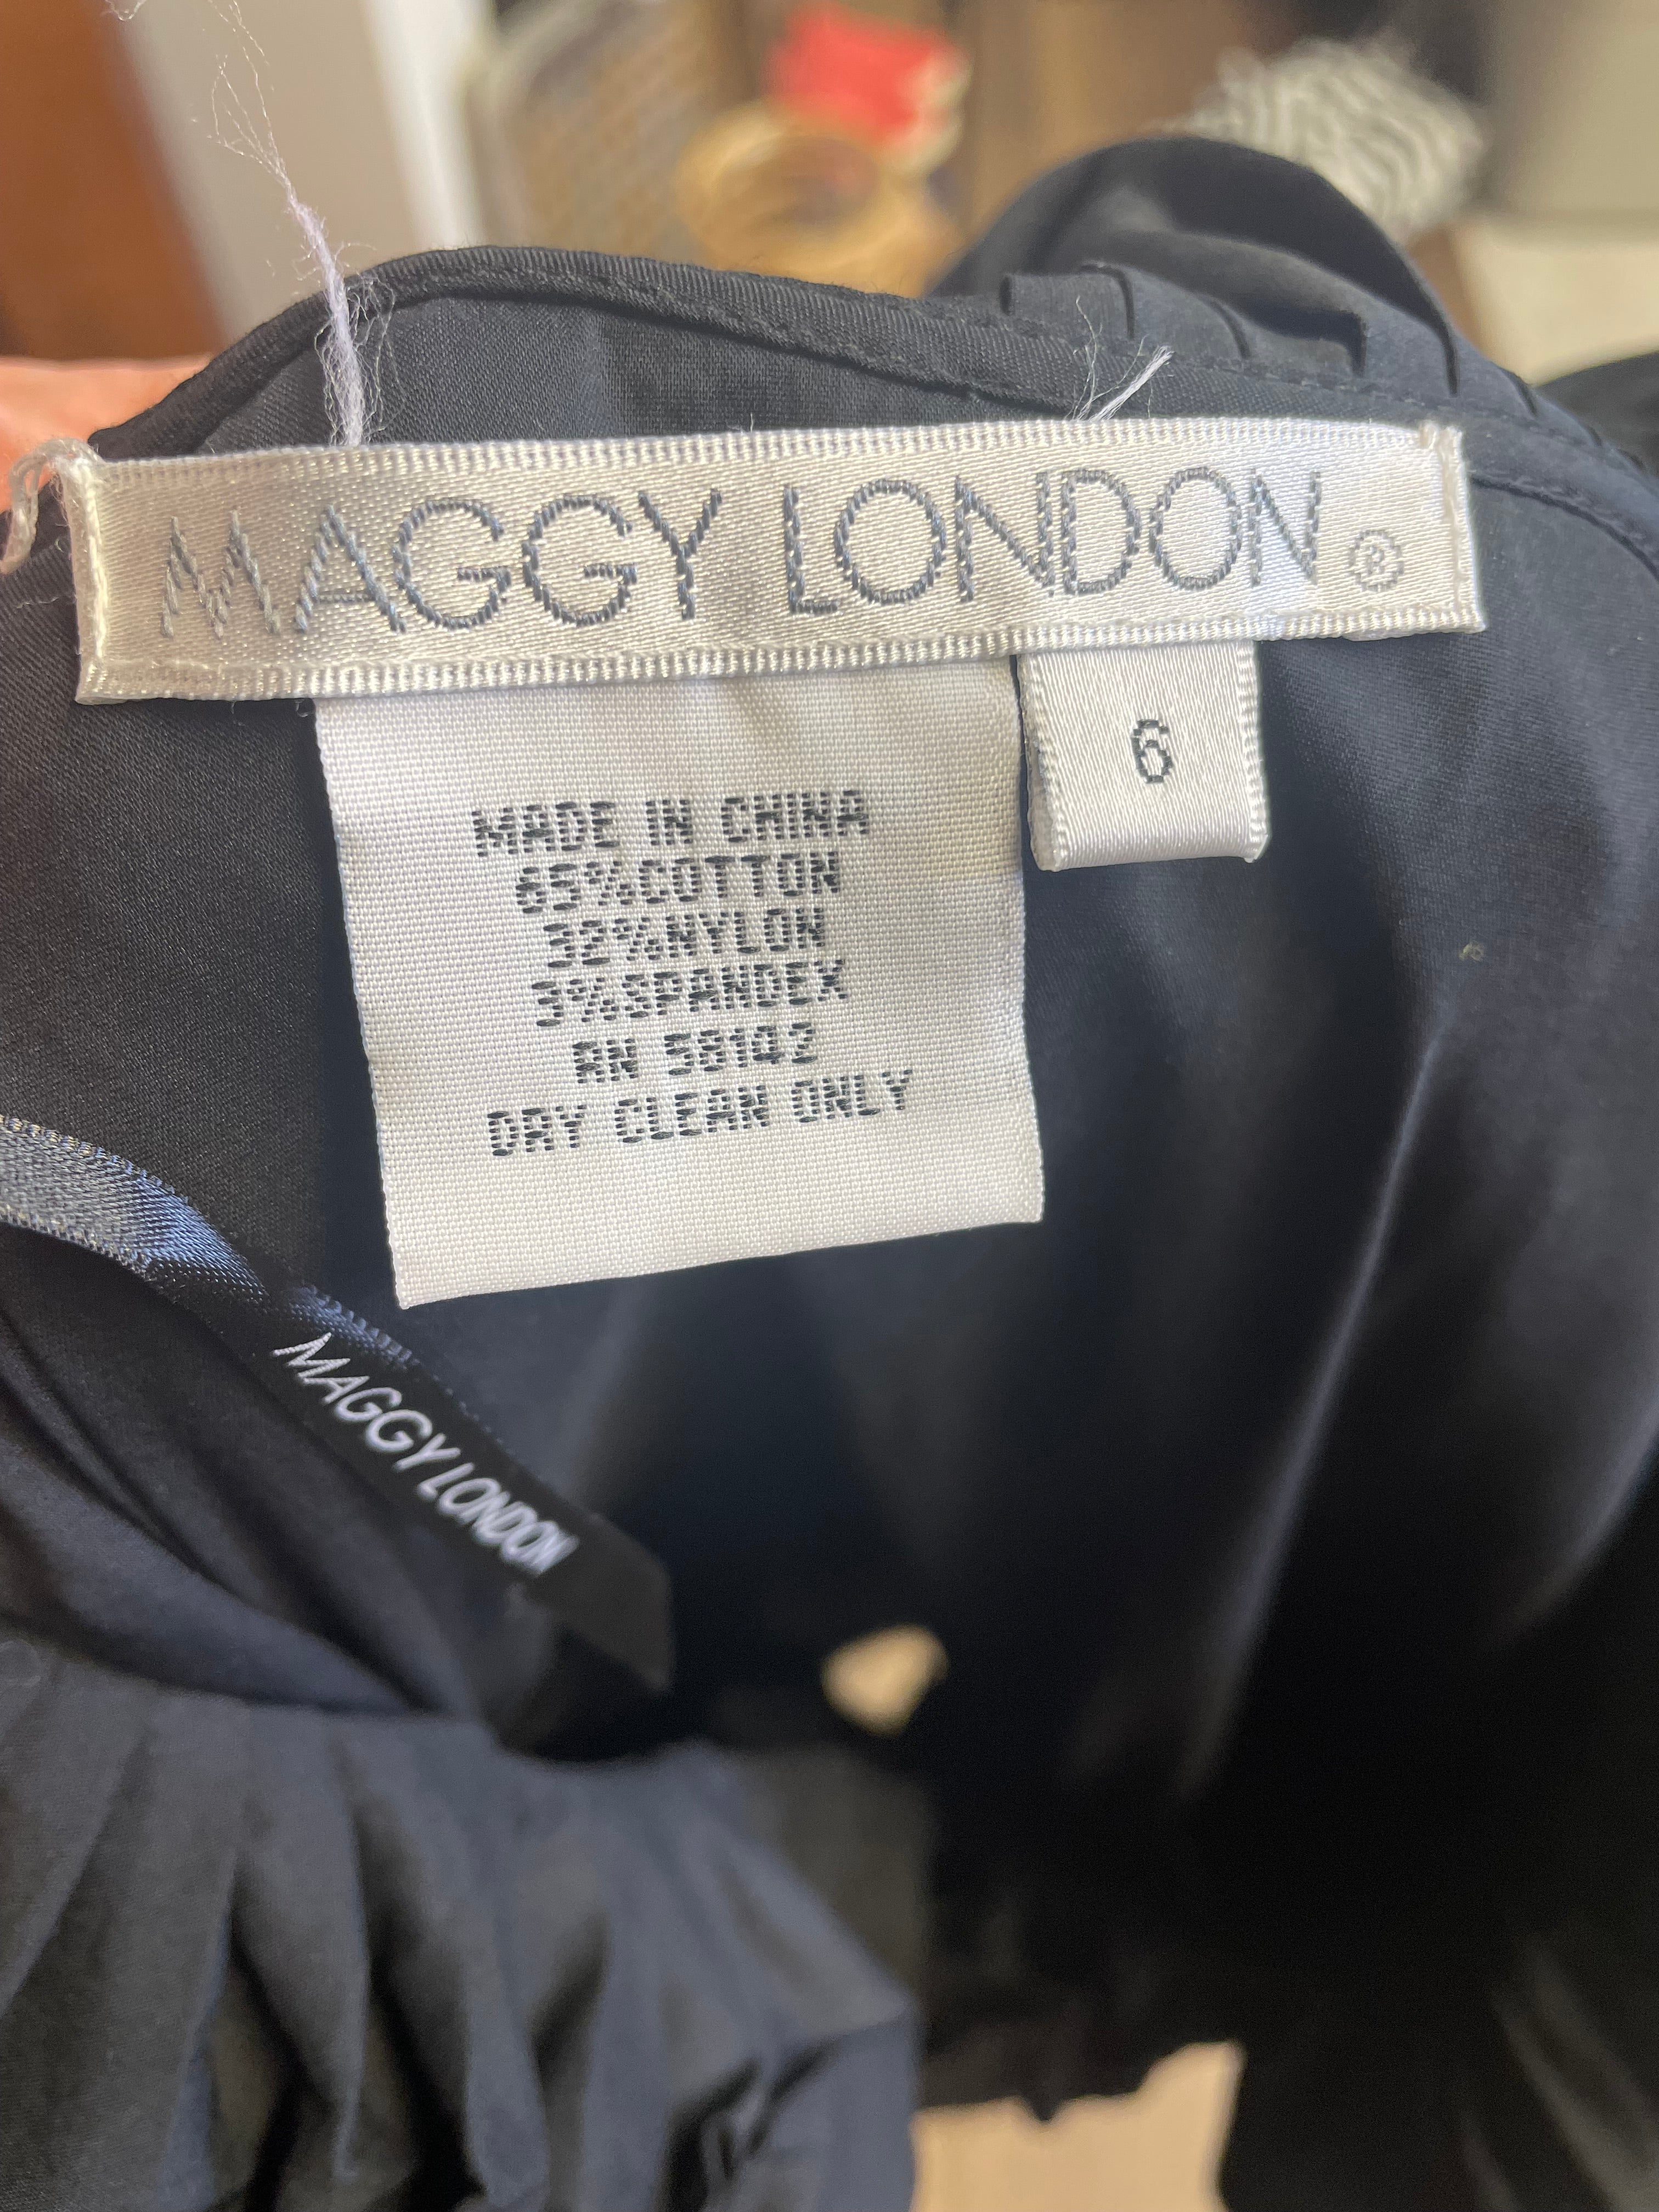 MAGGY LONDON ®
6
MADE IN CHINA
65%COTTON
32%NYLON
3%SPANDEX
RN 58142
DRY CLEAN ONLY
MAGGY LONDON